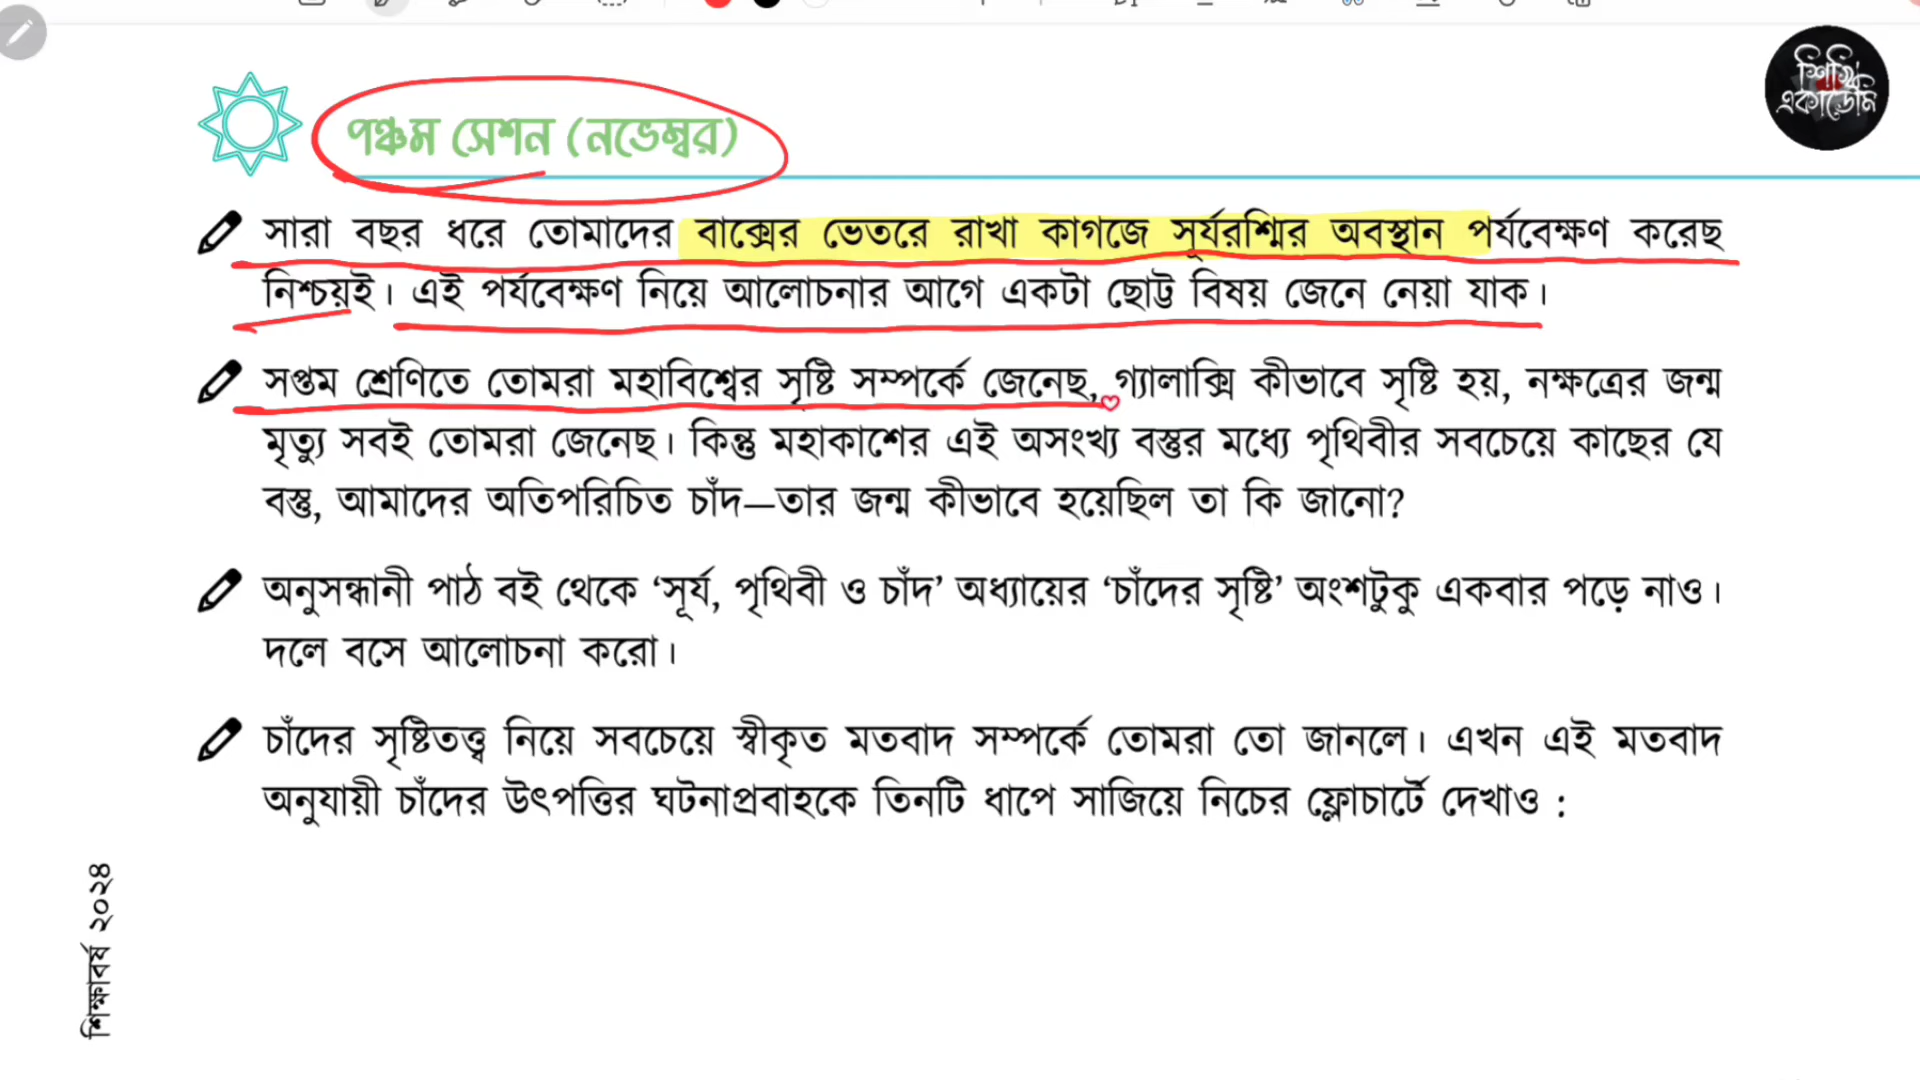 শিখি একাডেমি
পঞ্চম সেশন (নভেম্বর)
সারা বছর ধরে তোমাদের বাক্সের ভেতরে রাখা কাগজে সূর্যরশ্মির অবস্থান পর্যবেক্ষণ করেছ
নিশ্চয়ই। এই পর্যবেক্ষণ নিয়ে আলোচনার আগে একটা ছোট্ট বিষয় জেনে নেয়া যাক।
সপ্তম শ্রেণিতে তোমরা মহাবিশ্বের সৃষ্টি সম্পর্কে জেনেছ, গ্যালাক্সি কীভাবে সৃষ্টি হয়, নক্ষত্রের জন্ম
মৃত্যু সবই তোমরা জেনেছ। কিন্তু মহাকাশের এই অসংখ্য বস্তুর মধ্যে পৃথিবীর সবচেয়ে কাছের যে
বস্তু, আমাদের অতিপরিচিত চাঁদ—তার জন্ম কীভাবে হয়েছিল তা কি জানো?
অনুসন্ধানী পাঠ বই থেকে ‘সূর্য, পৃথিবী ও চাঁদ’ অধ্যায়ের ‘চাঁদের সৃষ্টি’ অংশটুকু একবার পড়ে নাও।
দলে বসে আলোচনা করো।
চাঁদের সৃষ্টিতত্ত্ব নিয়ে সবচেয়ে স্বীকৃত মতবাদ সম্পর্কে তোমরা তো জানলে। এখন এই মতবাদ
অনুযায়ী চাঁদের উৎপত্তির ঘটনাপ্রবাহকে তিনটি ধাপে সাজিয়ে নিচের ফ্লোচার্টে দেখাও :
শিক্ষাবর্ষ ২০২৪